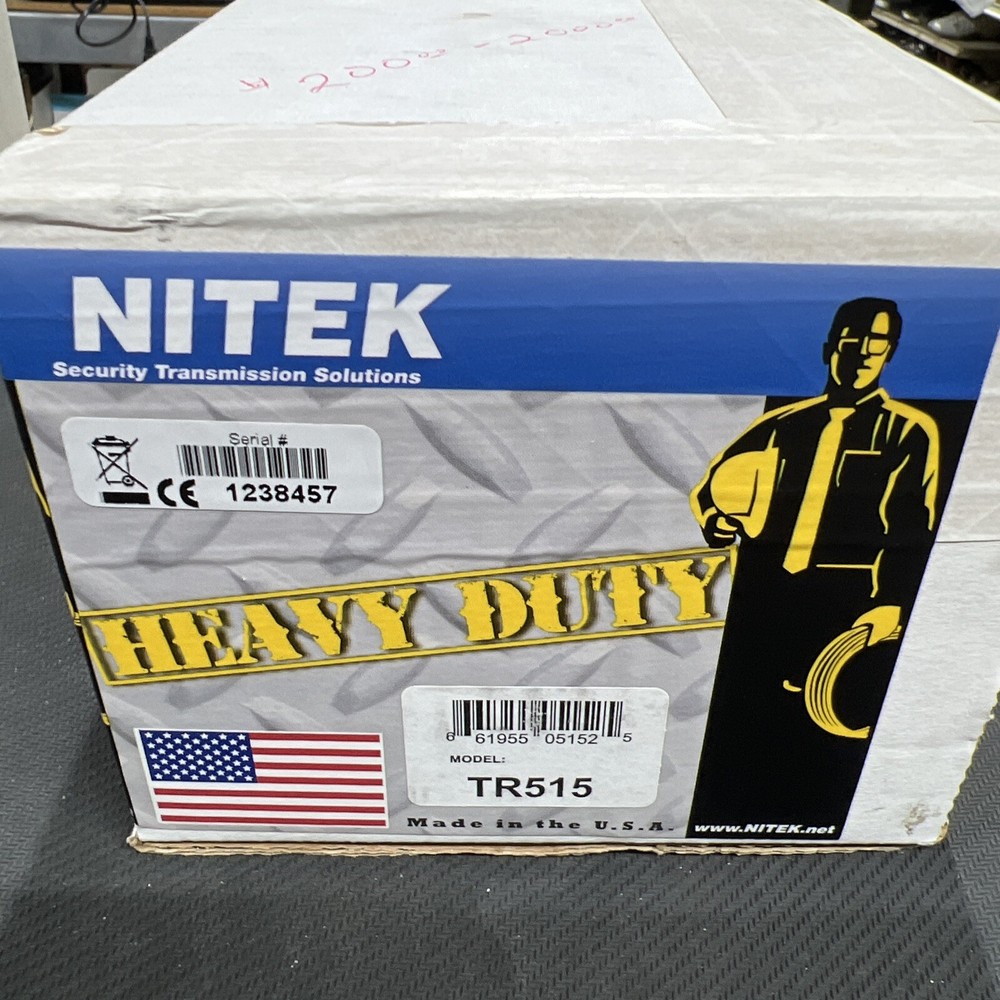 NITEK
Security Transmission Solutions
Serial #
CE 1238457
HEAVY DUTY
6 61955 05152 5
MODEL:
TR515
Made in the U.S.A.
www.NITEK.net